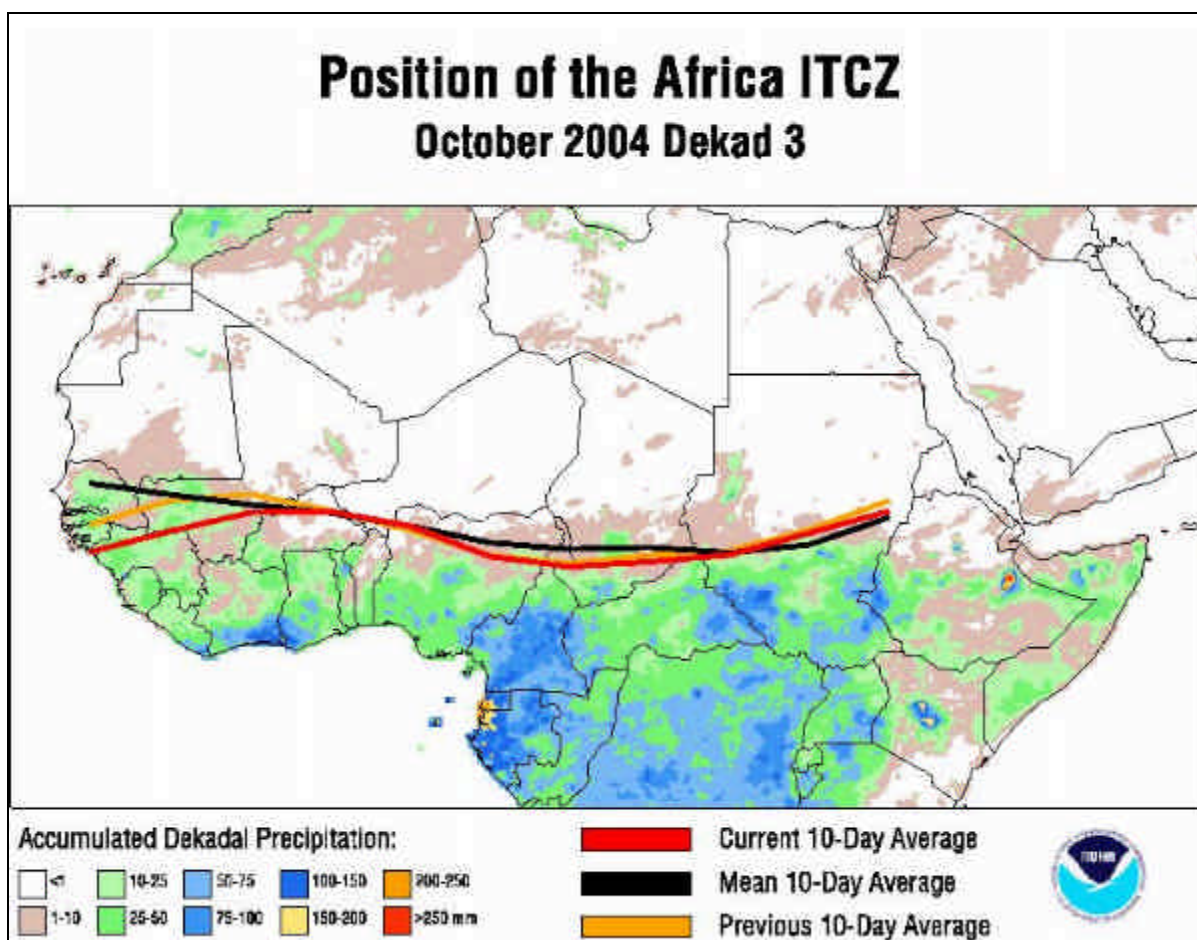 Position of the Africa ITCZ
October 2004 Dekad 3
Accumulated Dekadal Precipitation:
<1
10-25
50-75
100-150
200-250
1-10
25-50
75-100
150-200
>250 mm
Current 10-Day Average
Mean 10-Day Average
Previous 10-Day Average